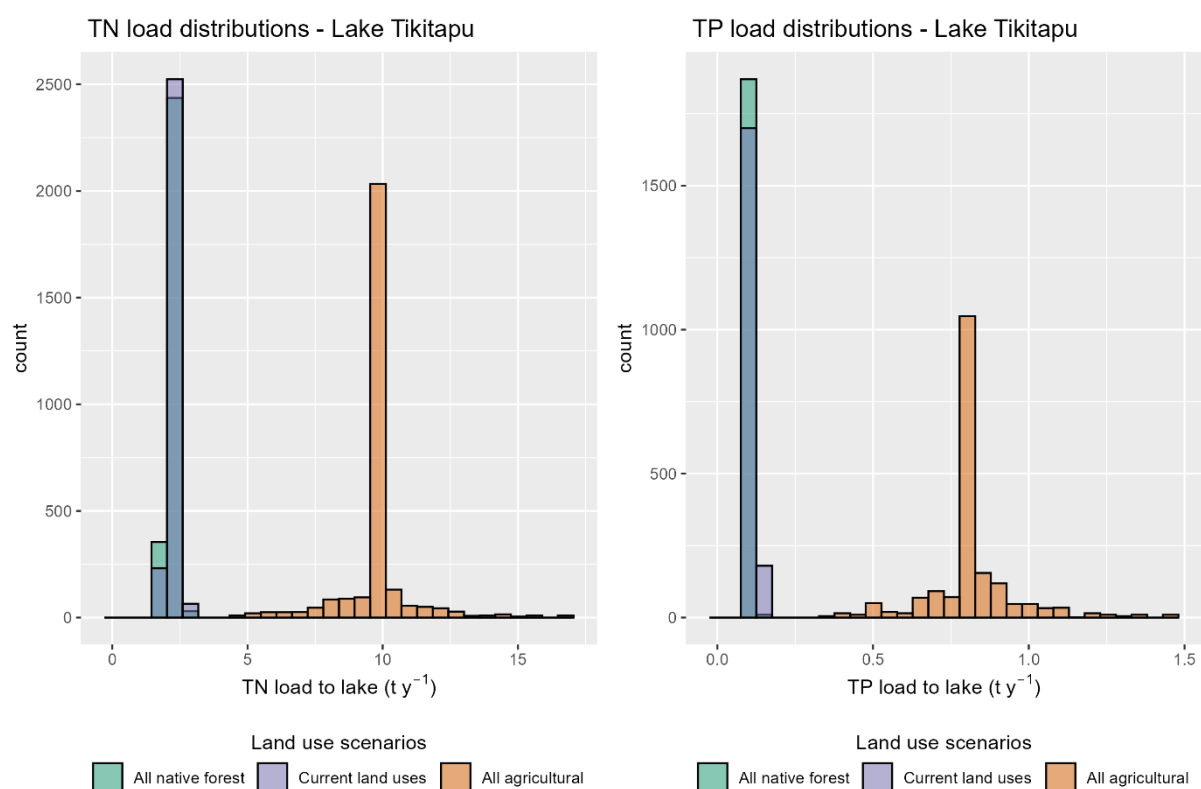 TN load distributions - Lake Tikitapu
2500
2000
1500
1000
500
0
count
0 5 10 15
TN load to lake (t y⁻¹)
Land use scenarios
All native forest Current land uses All agricultural
TP load distributions - Lake Tikitapu
1500
1000
500
0
count
0.0 0.5 1.0 1.5
TP load to lake (t y⁻¹)
Land use scenarios
All native forest Current land uses All agricultural